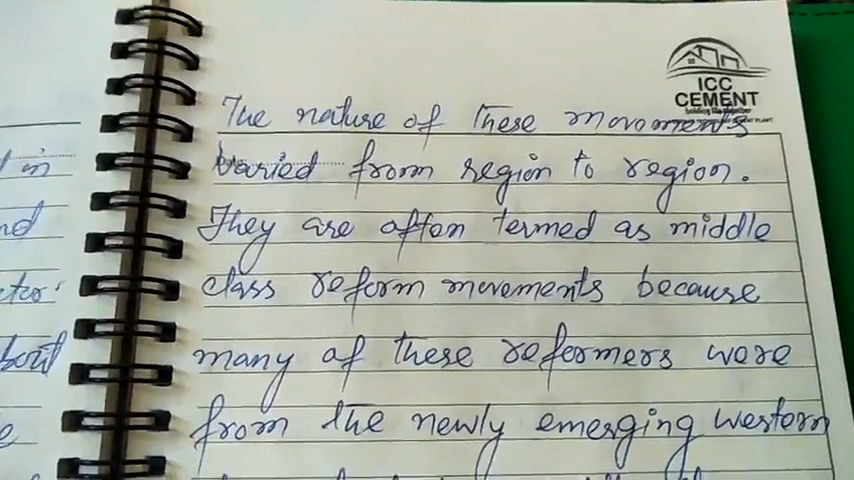 ICC
CEMENT
The nature of these movements
varied from region to region.
They are often termed as middle
class reform movements because
many of these reformers were
from the newly emerging western
in